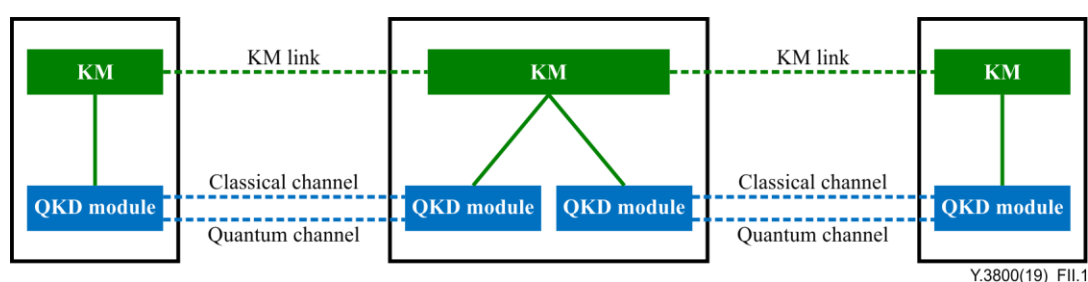 KM link
KM link
KM
KM
KM
Classical channel
Classical channel
QKD module
QKD module
QKD module
QKD module
Quantum channel
Quantum channel
Y.3800(19)_FII.1